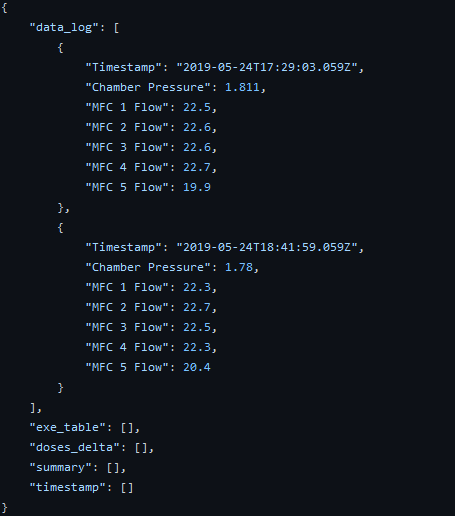 {
    "data_log": [
        {
            "Timestamp": "2019-05-24T17:29:03.059Z",
            "Chamber Pressure": 1.811,
            "MFC 1 Flow": 22.5,
            "MFC 2 Flow": 22.6,
            "MFC 3 Flow": 22.6,
            "MFC 4 Flow": 22.7,
            "MFC 5 Flow": 19.9
        },
        {
            "Timestamp": "2019-05-24T18:41:59.059Z",
            "Chamber Pressure": 1.78,
            "MFC 1 Flow": 22.3,
            "MFC 2 Flow": 22.7,
            "MFC 3 Flow": 22.5,
            "MFC 4 Flow": 22.3,
            "MFC 5 Flow": 20.4
        }
    ],
    "exe_table": [],
    "doses_delta": [],
    "summary": [],
    "timestamp": []
}